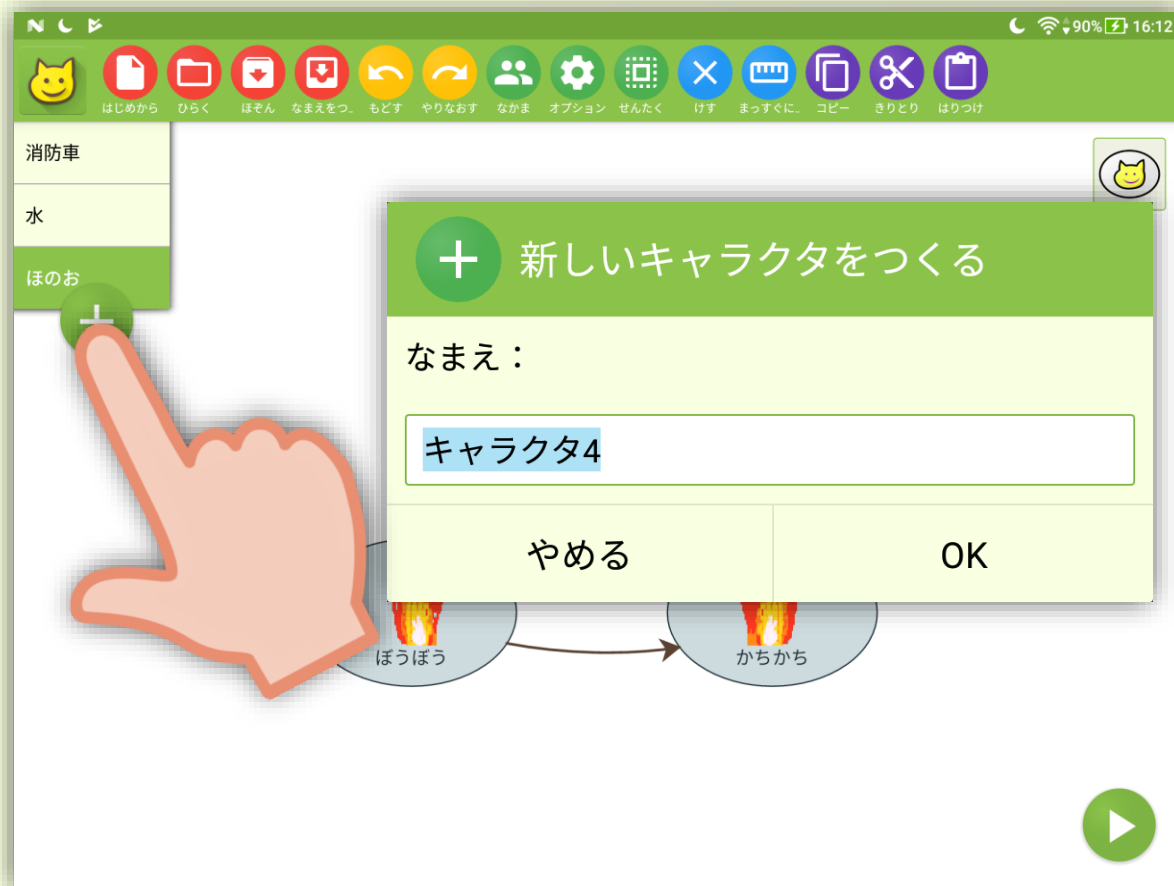 90% 16:12
はじめから ひらく ほぞん なまえをつ… もどす やりなおす なかま オプション せんたく けす まっすぐに… コピー きりとり はりつけ
消防車
水
ほのお
新しいキャラクタをつくる
なまえ：
キャラクタ4
やめる OK
ぼうぼう かちかち